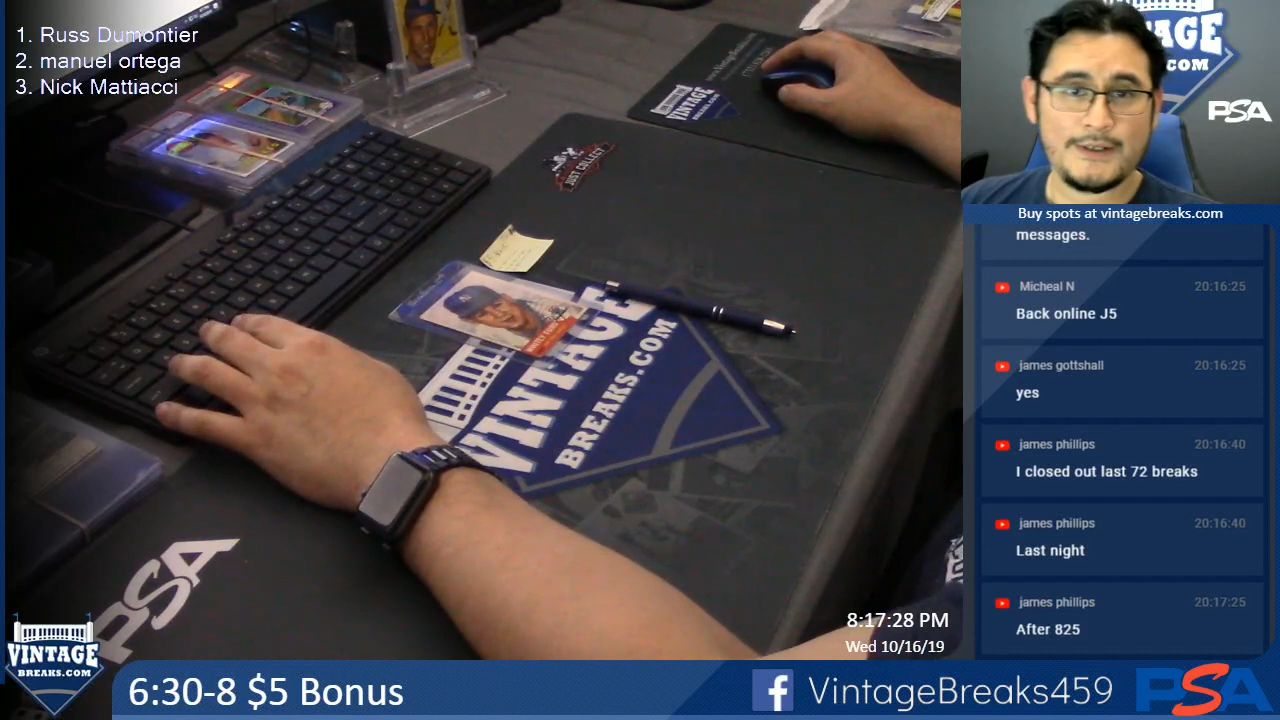 1. Russ Dumontier
2. manuel ortega
3. Nick Mattiacci
VINTAGE
BREAKS.COM
JUST COLLECT
AGE
.COM
PSA
Buy spots at vintagebreaks.com
messages.
Micheal N 20:16:25
Back online J5
james gottshall 20:16:25
yes
james phillips 20:16:40
I closed out last 72 breaks
james phillips 20:16:40
Last night
james phillips 20:17:25
After 825
VINTAGE
BREAKS.COM
PSA
8:17:28 PM
Wed 10/16/19
VINTAGE
BREAKS.COM
6:30-8 $5 Bonus
f VintageBreaks459
PSA